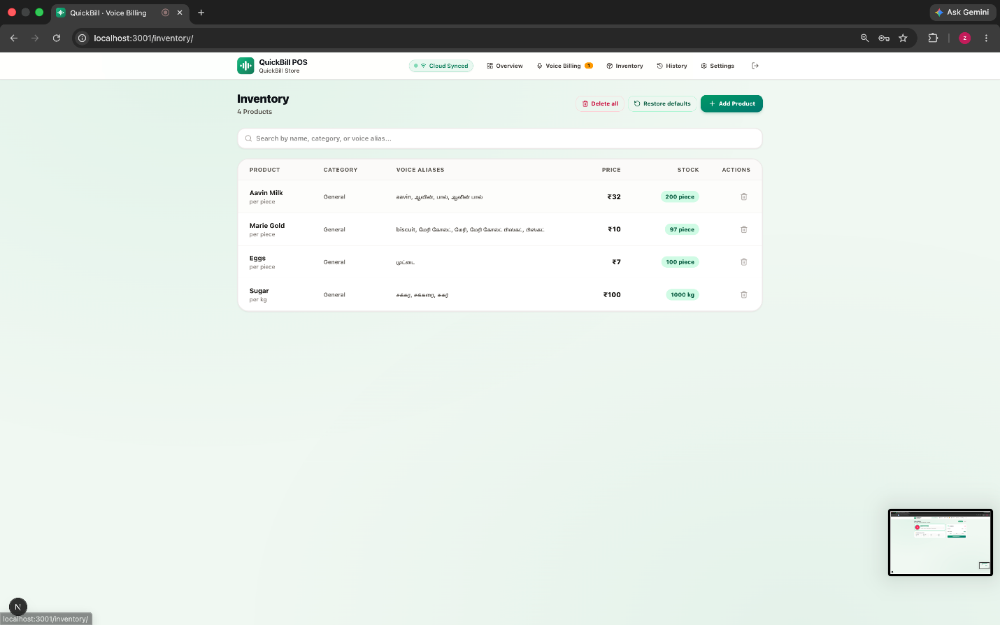 QuickBill - Voice Billing
Ask Gemini
localhost:3001/inventory/
z
QuickBill POS
QuickBill Store
Cloud Synced
Overview
Voice Billing 1
Inventory
History
Settings
Inventory
4 Products
Delete all
Restore defaults
+ Add Product
Search by name, category, or voice alias...
PRODUCT CATEGORY VOICE ALIASES PRICE STOCK ACTIONS
Aavin Milk
per piece
General
aavin, ஆவின், பால், ஆவின் பால்
₹32
200 piece
Marie Gold
per piece
General
biscuit, மேரி கோல்ட், மேரி, மேரி கோல்ட் பிஸ்கட், பிஸ்கட்
₹10
97 piece
Eggs
per piece
General
முட்டை
₹7
100 piece
Sugar
per kg
General
சக்கர, சக்கரை, சுகர்
₹100
1000 kg
N
localhost:3001/inventory/